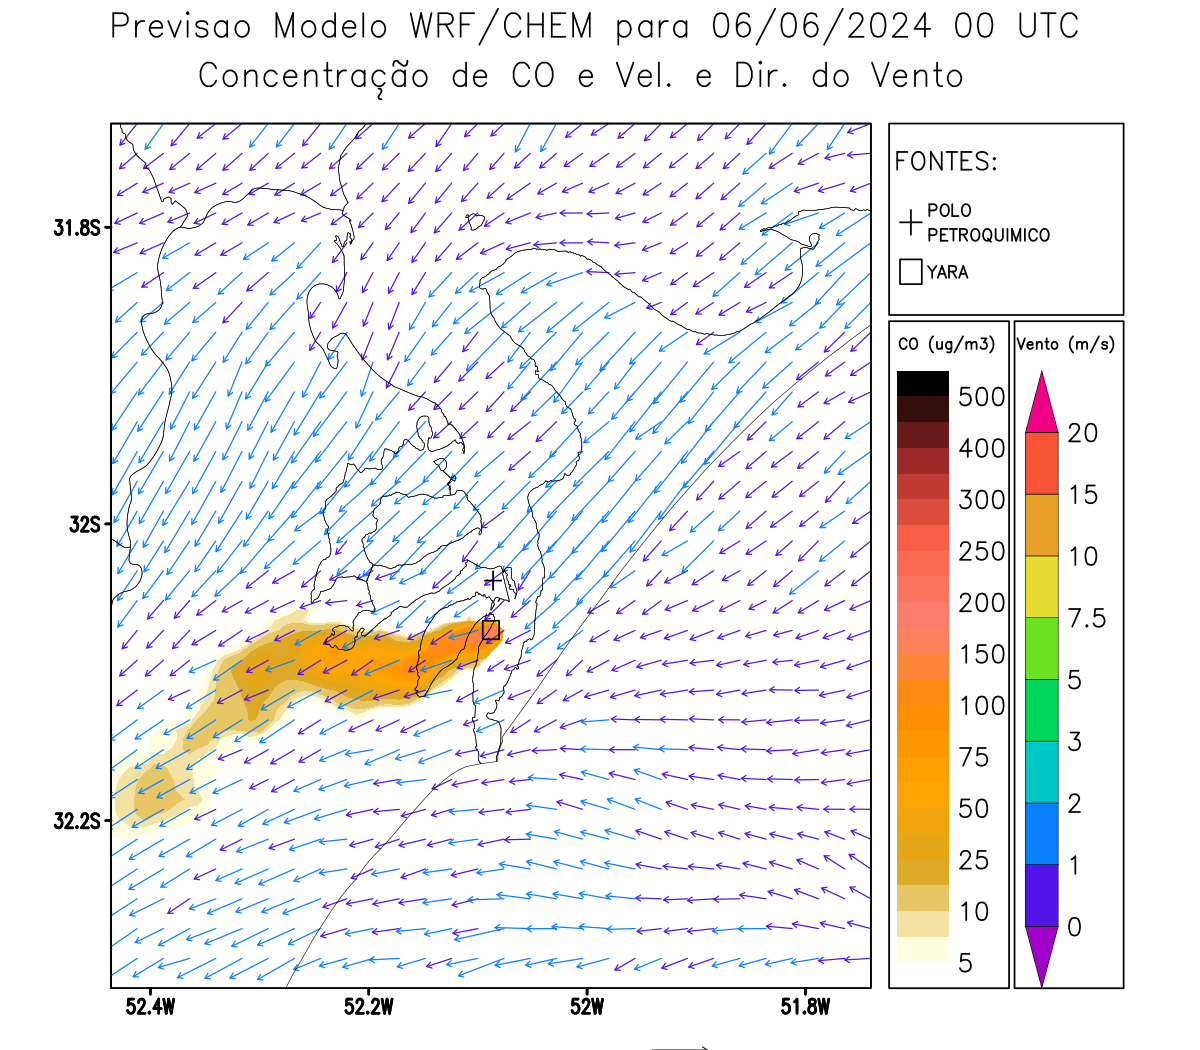 Previsao Modelo WRF/CHEM para 06/06/2024 00 UTC
Concentração de CO e Vel. e Dir. do Vento
FONTES:
POLO
PETROQUIMICO
YARA
CO (ug/m3)
500
400
300
250
200
150
100
75
50
25
10
5
Vento (m/s)
20
15
10
7.5
5
3
2
1
0
31.8S
32S
32.2S
52.4W
52.2W
52W
51.8W